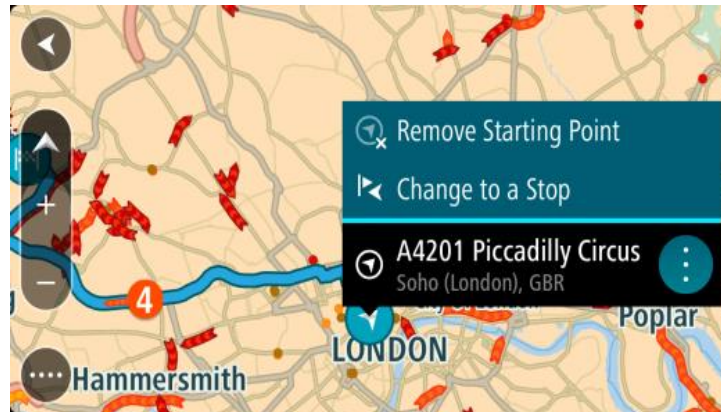 Remove Starting Point
Change to a Stop
A4201 Piccadilly Circus
Soho (London), GBR
4
Poplar
LONDON
Hammersmith